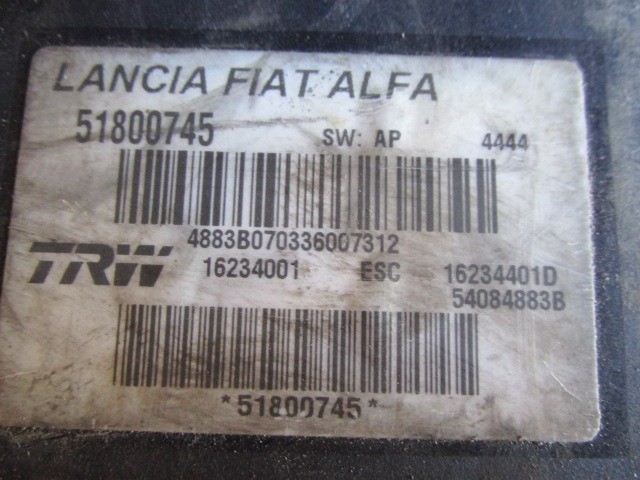 LANCIA FIAT ALFA
51800745 SW: AP 4444
4883B070336007312
TRW 16234001 ESC 16234401D
54084883B
*51800745*